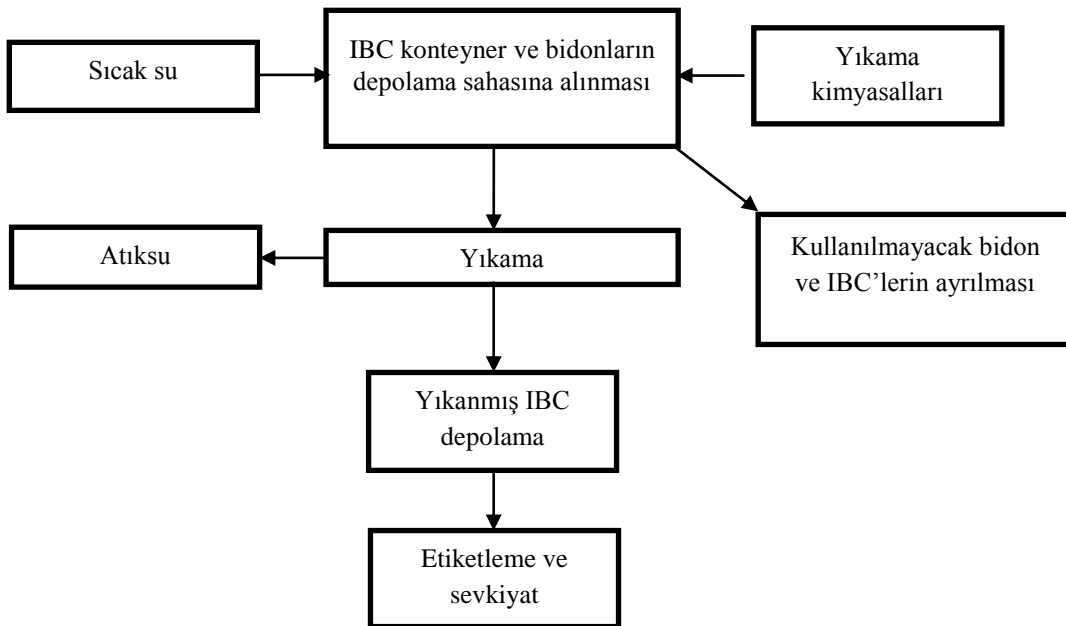 Sıcak su
IBC konteyner ve bidonların
depolama sahasına alınması
Yıkama
kimyasalları
Atıksu
Yıkama
Kullanılmayacak bidon
ve IBC’lerin ayrılması
Yıkanmış IBC
depolama
Etiketleme ve
sevkiyat